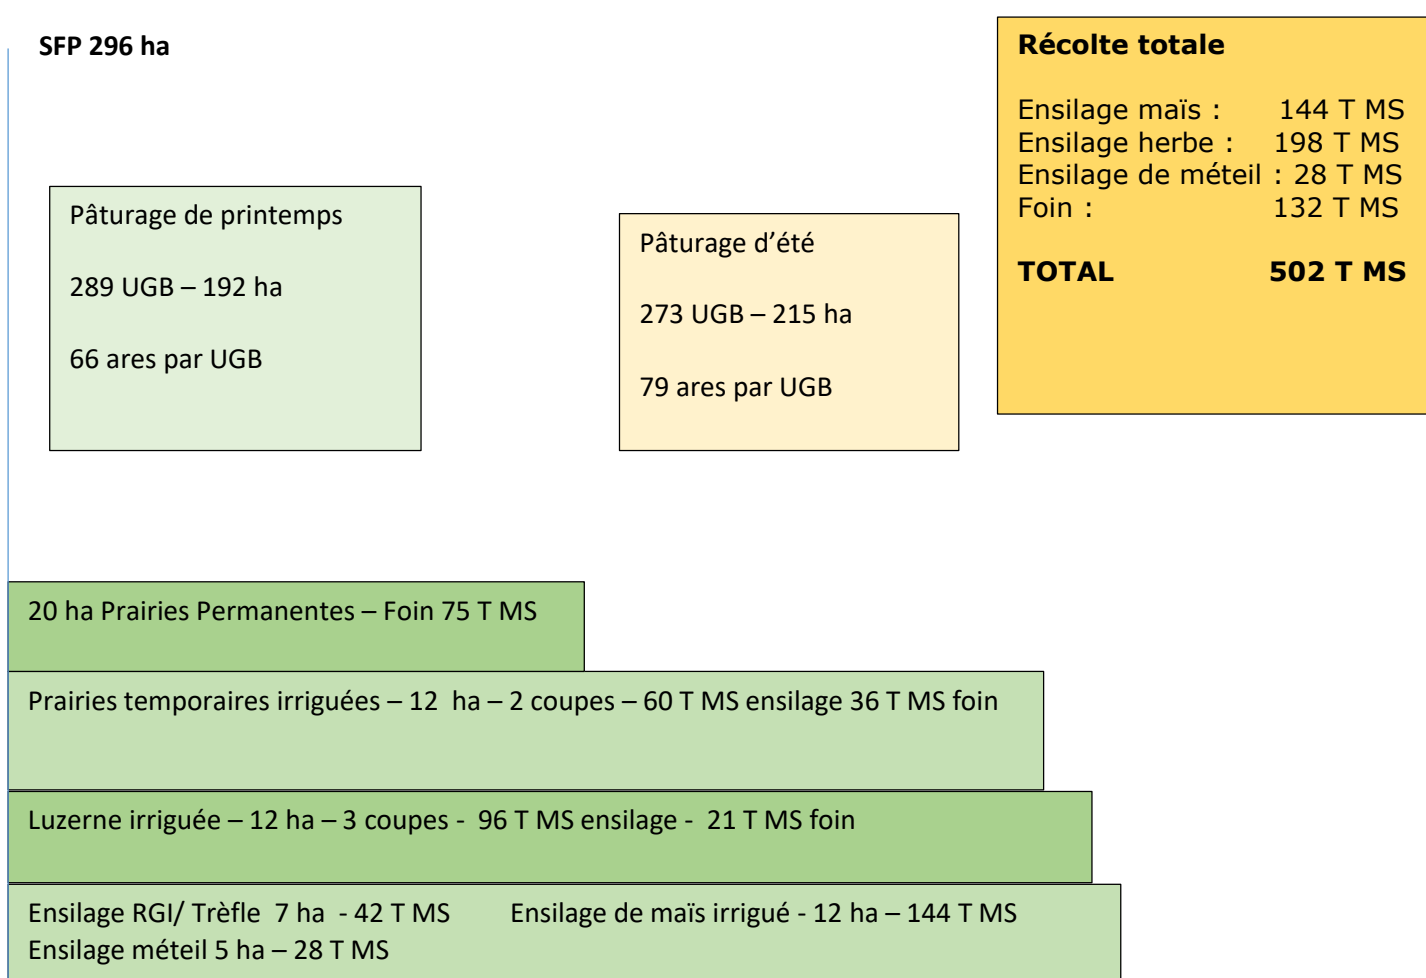 SFP 296 ha
Récolte totale
Ensilage maïs : 144 T MS
Ensilage herbe : 198 T MS
Ensilage de méteil : 28 T MS
Foin : 132 T MS
TOTAL 502 T MS
Pâturage de printemps
289 UGB – 192 ha
66 ares par UGB
Pâturage d’été
273 UGB – 215 ha
79 ares par UGB
20 ha Prairies Permanentes – Foin 75 T MS
Prairies temporaires irriguées – 12 ha – 2 coupes – 60 T MS ensilage 36 T MS foin
Luzerne irriguée – 12 ha – 3 coupes - 96 T MS ensilage - 21 T MS foin
Ensilage RGI/ Trèfle 7 ha - 42 T MS Ensilage de maïs irrigué - 12 ha – 144 T MS
Ensilage méteil 5 ha – 28 T MS